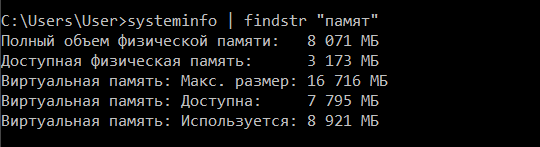 C:\Users\User>systeminfo | findstr "памят"
Полный объем физической памяти: 8 071 МБ
Доступная физическая память: 3 173 МБ
Виртуальная память: Макс. размер: 16 716 МБ
Виртуальная память: Доступна: 7 795 МБ
Виртуальная память: Используется: 8 921 МБ